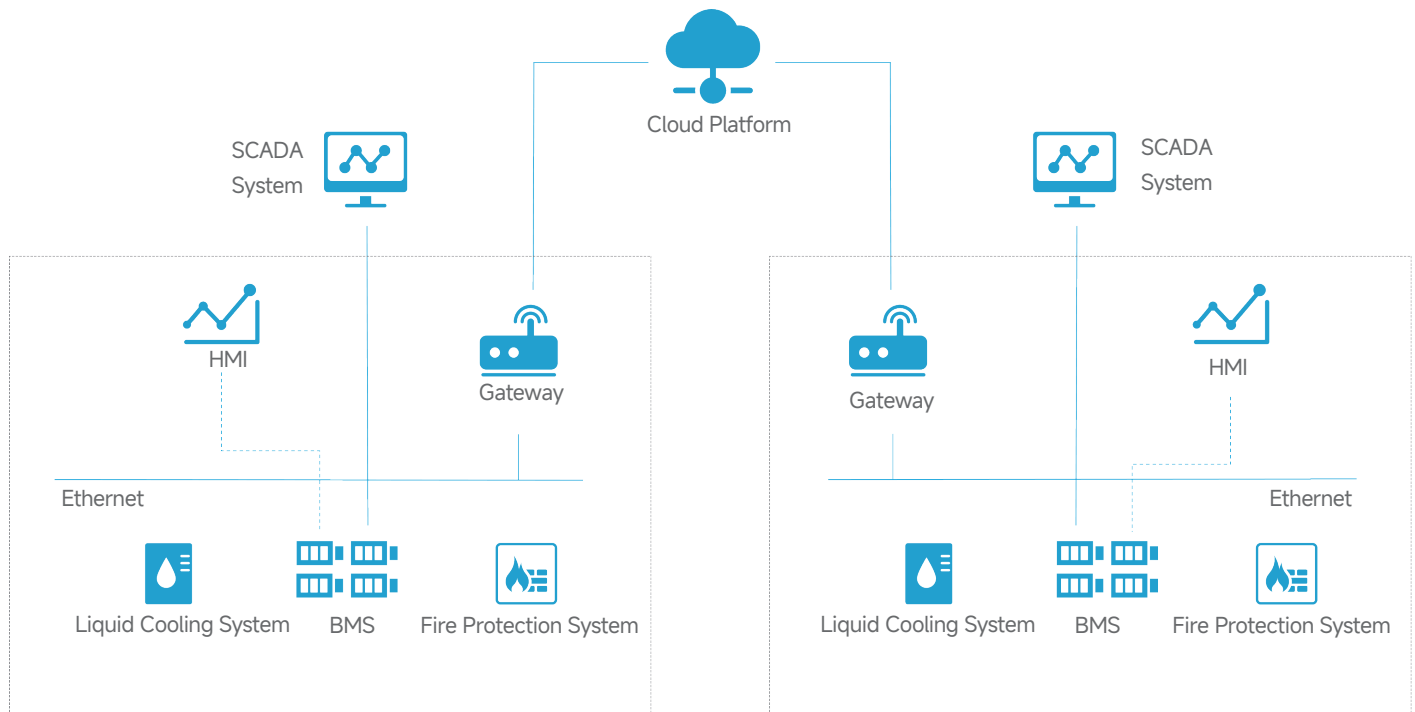 Cloud Platform
SCADA
System
SCADA
System
HMI
Gateway
Gateway
HMI
Ethernet
Ethernet
Liquid Cooling System
BMS
Fire Protection System
Liquid Cooling System
BMS
Fire Protection System